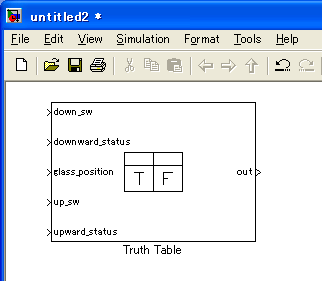 untitled2 *
File Edit View Simulation Format Tools Help
down_sw
downward_status
glass_position
T F
out
up_sw
upward_status
Truth Table